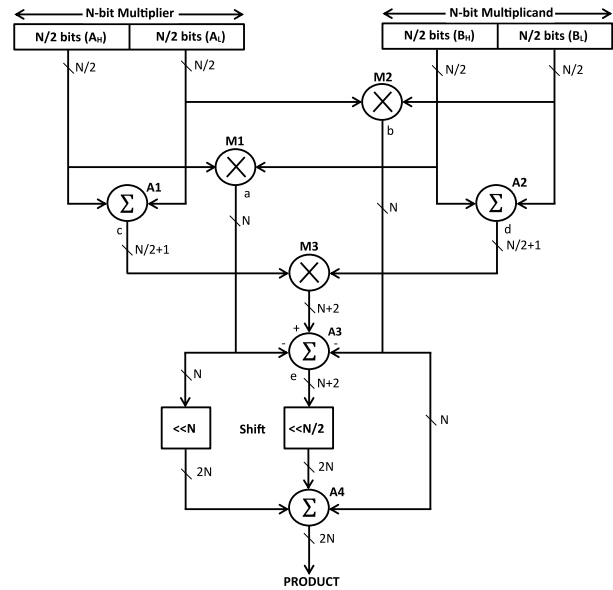 N-bit Multiplier
N-bit Multiplicand
N/2 bits (AH) N/2 bits (AL)
N/2 bits (BH) N/2 bits (BL)
N/2 N/2 N/2 N/2
M2
b
M1
a
A1
Σ
c
A2
Σ
d
N N
N/2+1 N/2+1
M3
N+2
+ A3
- Σ -
e
N N+2 N
<<N Shift <<N/2
2N 2N
A4
Σ
2N
PRODUCT